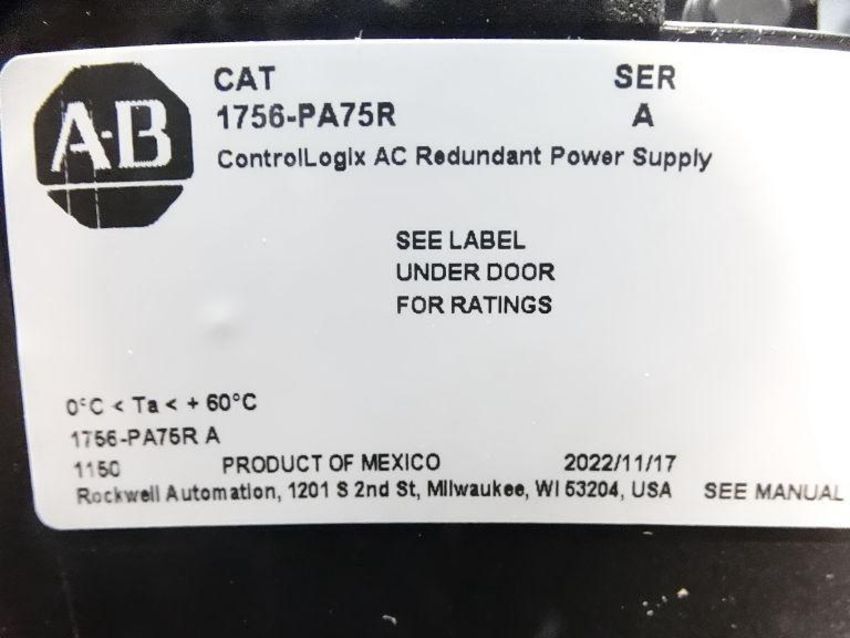 A-B
CAT SER
1756-PA75R A
ControlLogix AC Redundant Power Supply
SEE LABEL
UNDER DOOR
FOR RATINGS
0°C < Ta < + 60°C
1756-PA75R A
1150 PRODUCT OF MEXICO 2022/11/17
Rockwell Automation, 1201 S 2nd St, Milwaukee, WI 53204, USA SEE MANUAL